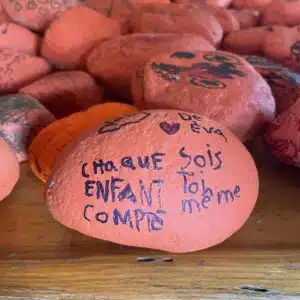 De
Eva
CHAQUE
ENFANT
COMPTE
Sois
Toi
même